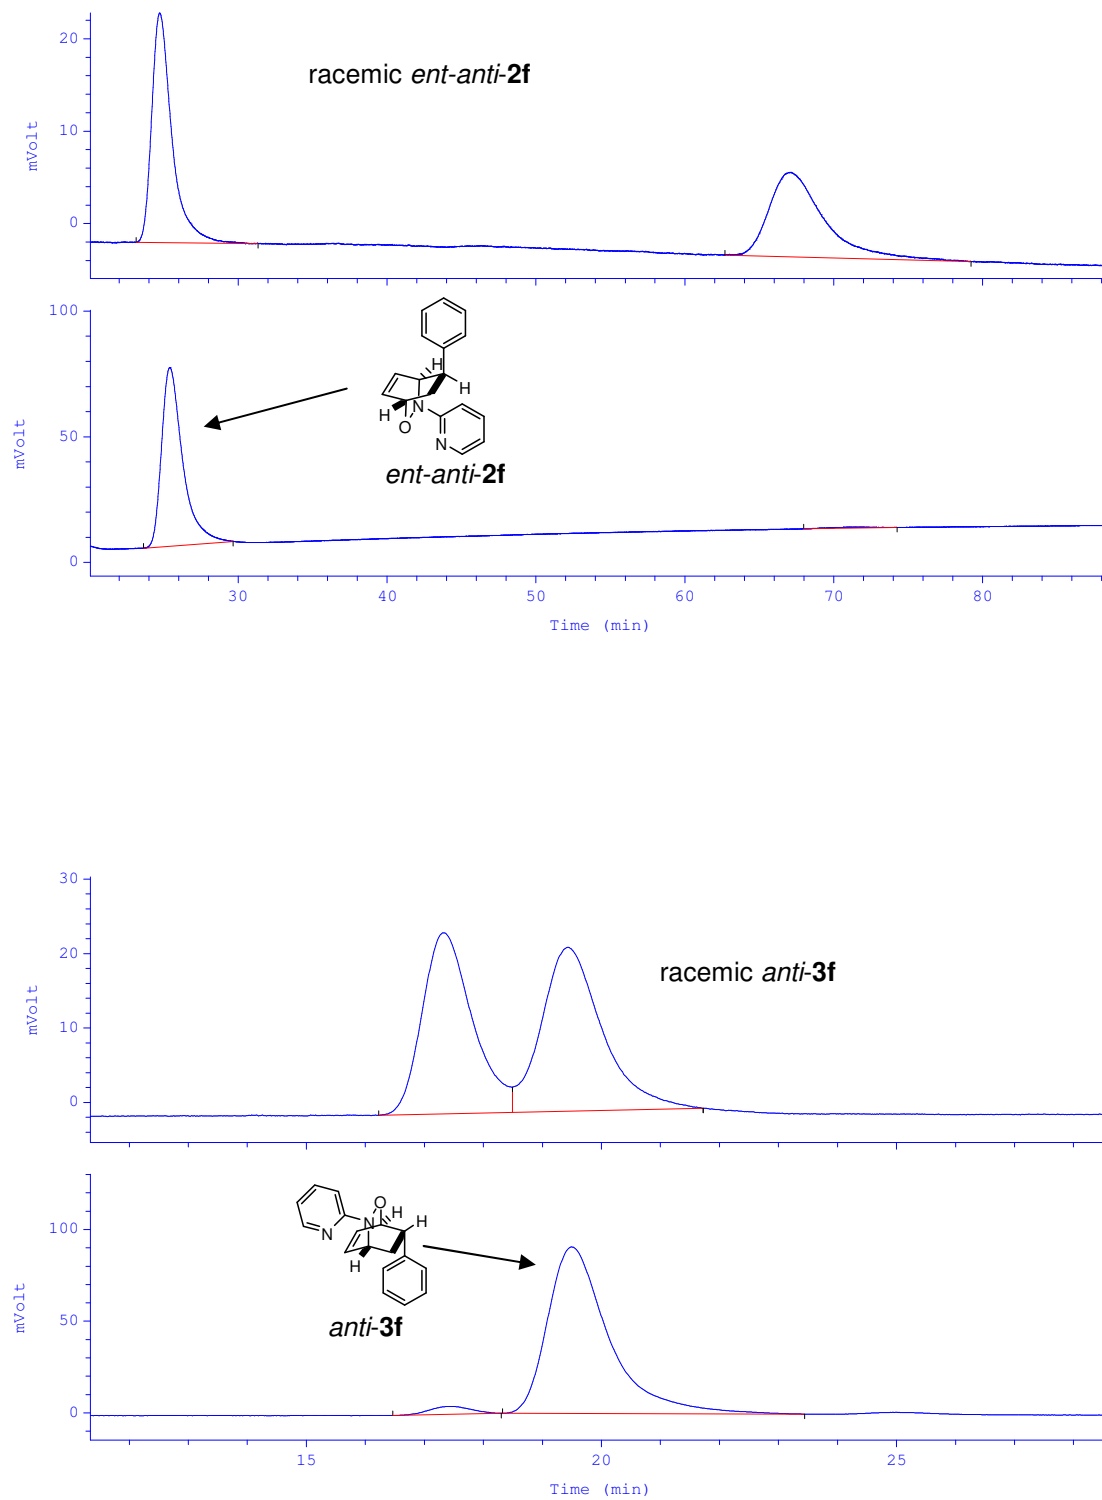 20
10
0
mVolt
racemic ent-anti-2f
100
50
0
mVolt
H
H
N
H
O
N
ent-anti-2f
30
40
50
60
70
80
Time (min)
30
20
10
0
mVolt
racemic anti-3f
100
50
0
mVolt
O
N
H
H
N
H
anti-3f
15
20
25
Time (min)